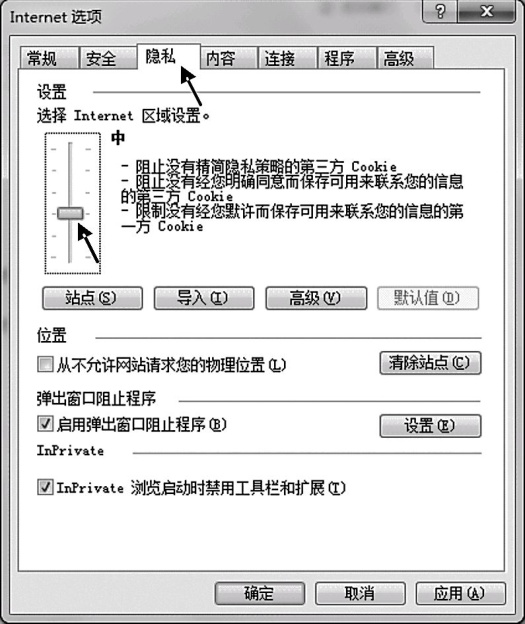 Internet 选项
?
常规 安全 隐私 内容 连接 程序 高级
设置
选择 Internet 区域设置。
中
- 阻止没有精简隐私策略的第三方 Cookie
- 阻止没有经您明确同意而保存可用来联系您的信息
的第三方 Cookie
- 限制没有经您默许而保存可用来联系您的信息的第
一方 Cookie
站点(S) 导入(I) 高级(V) 默认值(D)
位置
从不允许网站请求您的物理位置(L) 清除站点(C)
弹出窗口阻止程序
启用弹出窗口阻止程序(B) 设置(E)
InPrivate
InPrivate 浏览启动时禁用工具栏和扩展(T)
确定 取消 应用(A)